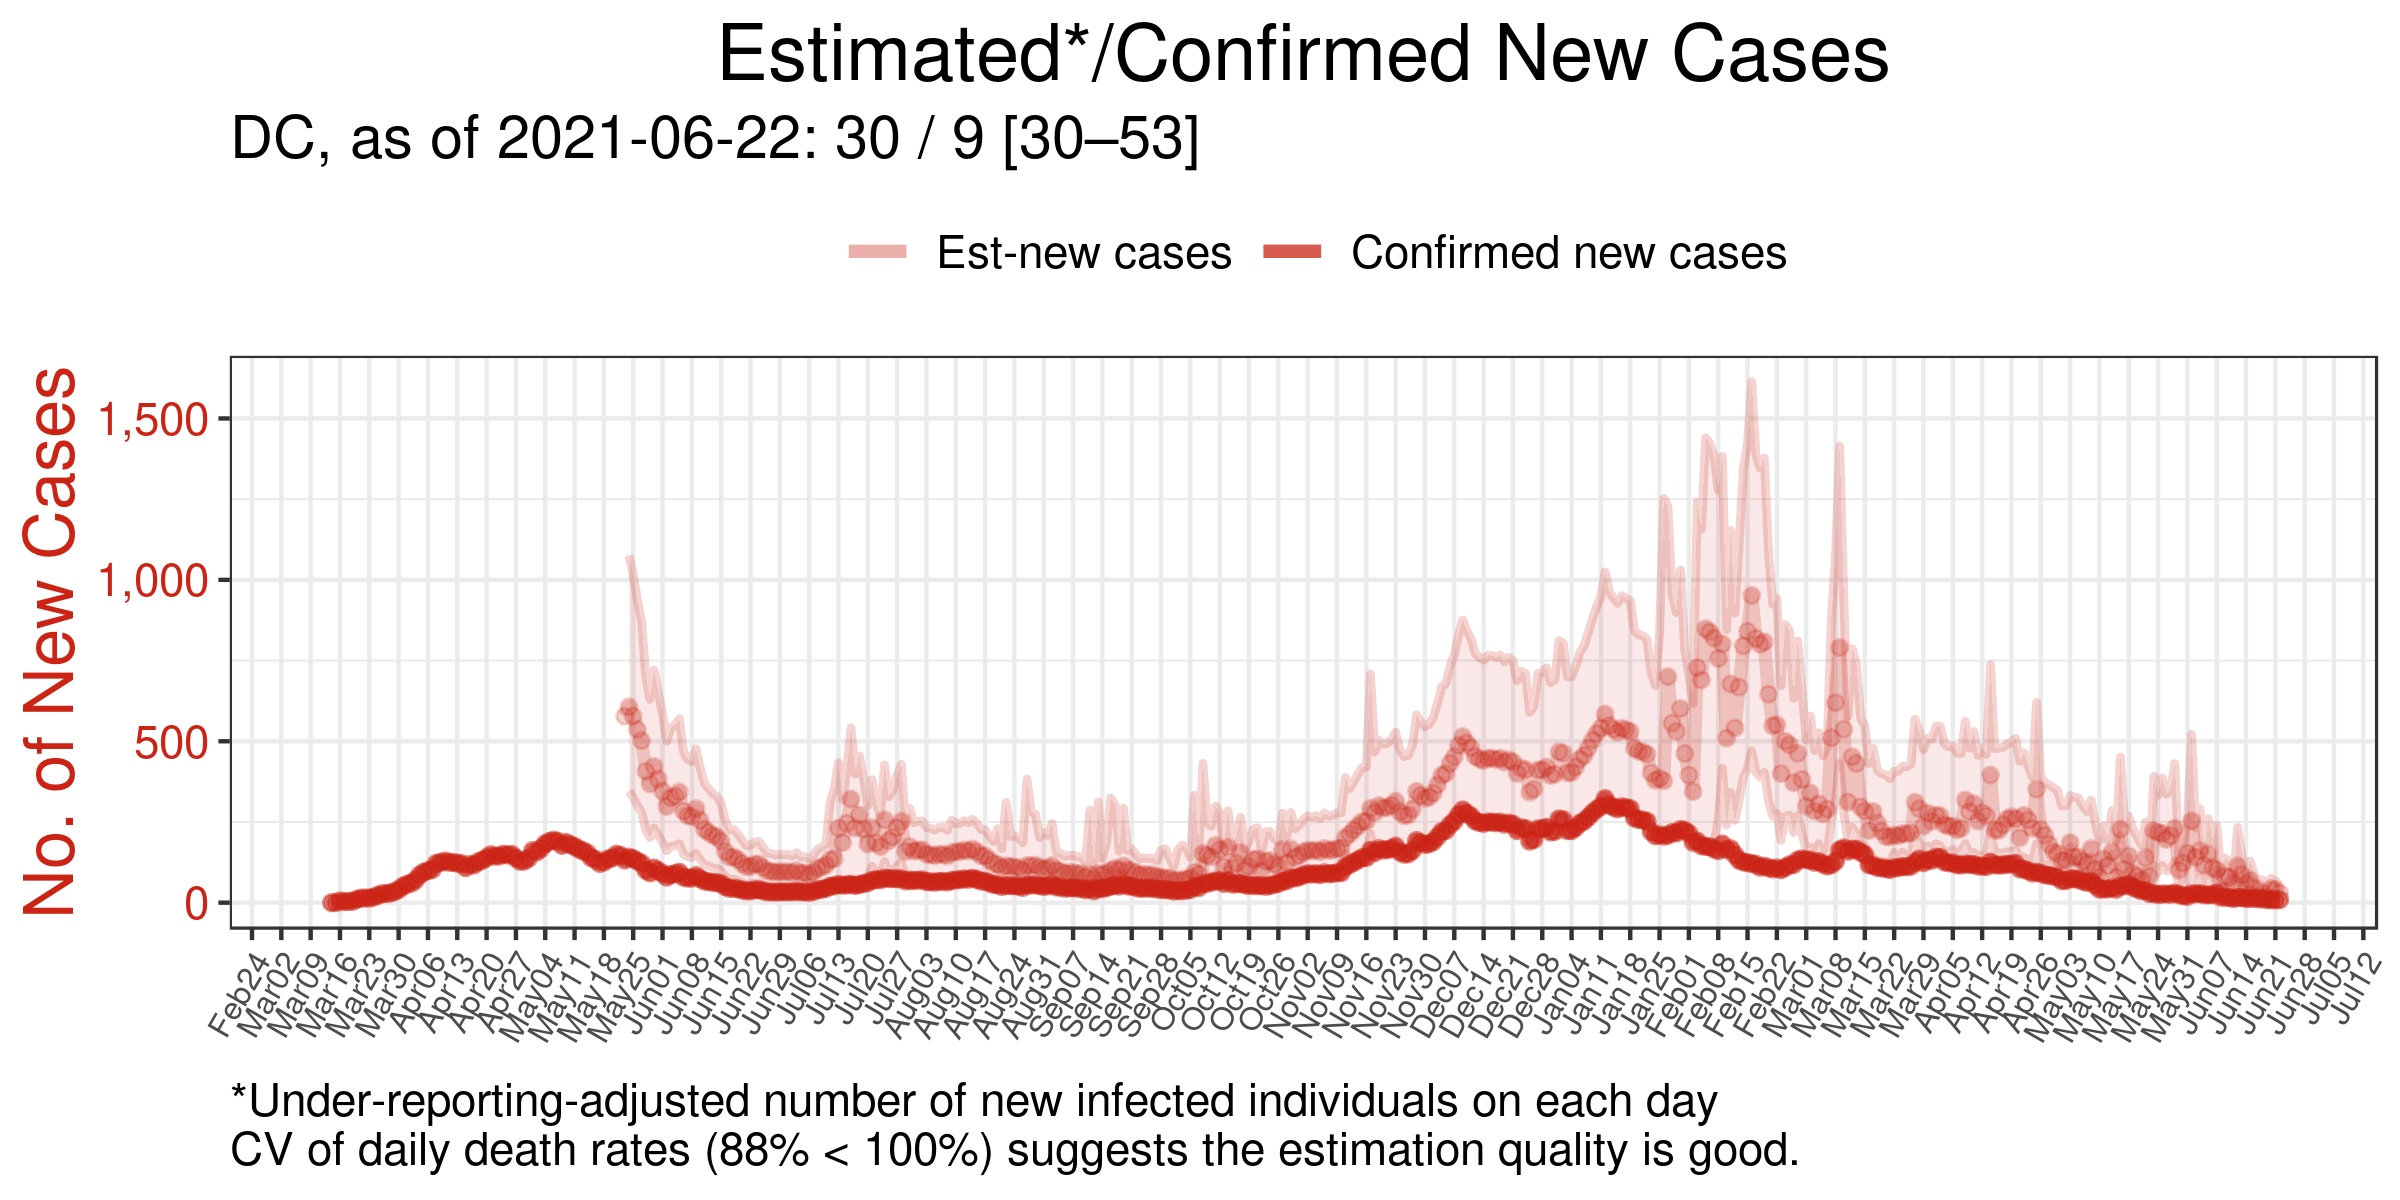 Estimated*/Confirmed New Cases
DC, as of 2021-06-22: 30 / 9 [30–53]
Est-new cases Confirmed new cases
No. of New Cases
1,500
1,000
500
0
Feb24 Mar02 Mar09 Mar16 Mar23 Mar30 Apr06 Apr13 Apr20 Apr27 May04 May11 May18 May25 Jun01 Jun08 Jun15 Jun22 Jun29 Jul06 Jul13 Jul20 Jul27 Aug03 Aug10 Aug17 Aug24 Aug31 Sep07 Sep14 Sep21 Sep28 Oct05 Oct12 Oct19 Oct26 Nov02 Nov09 Nov16 Nov23 Nov30 Dec07 Dec14 Dec21 Dec28 Jan04 Jan11 Jan18 Jan25 Feb01 Feb08 Feb15 Feb22 Mar01 Mar08 Mar15 Mar22 Mar29 Apr05 Apr12 Apr19 Apr26 May03 May10 May17 May24 May31 Jun07 Jun14 Jun21 Jun28 Jul05 Jul12
*Under-reporting-adjusted number of new infected individuals on each day
CV of daily death rates (88% < 100%) suggests the estimation quality is good.